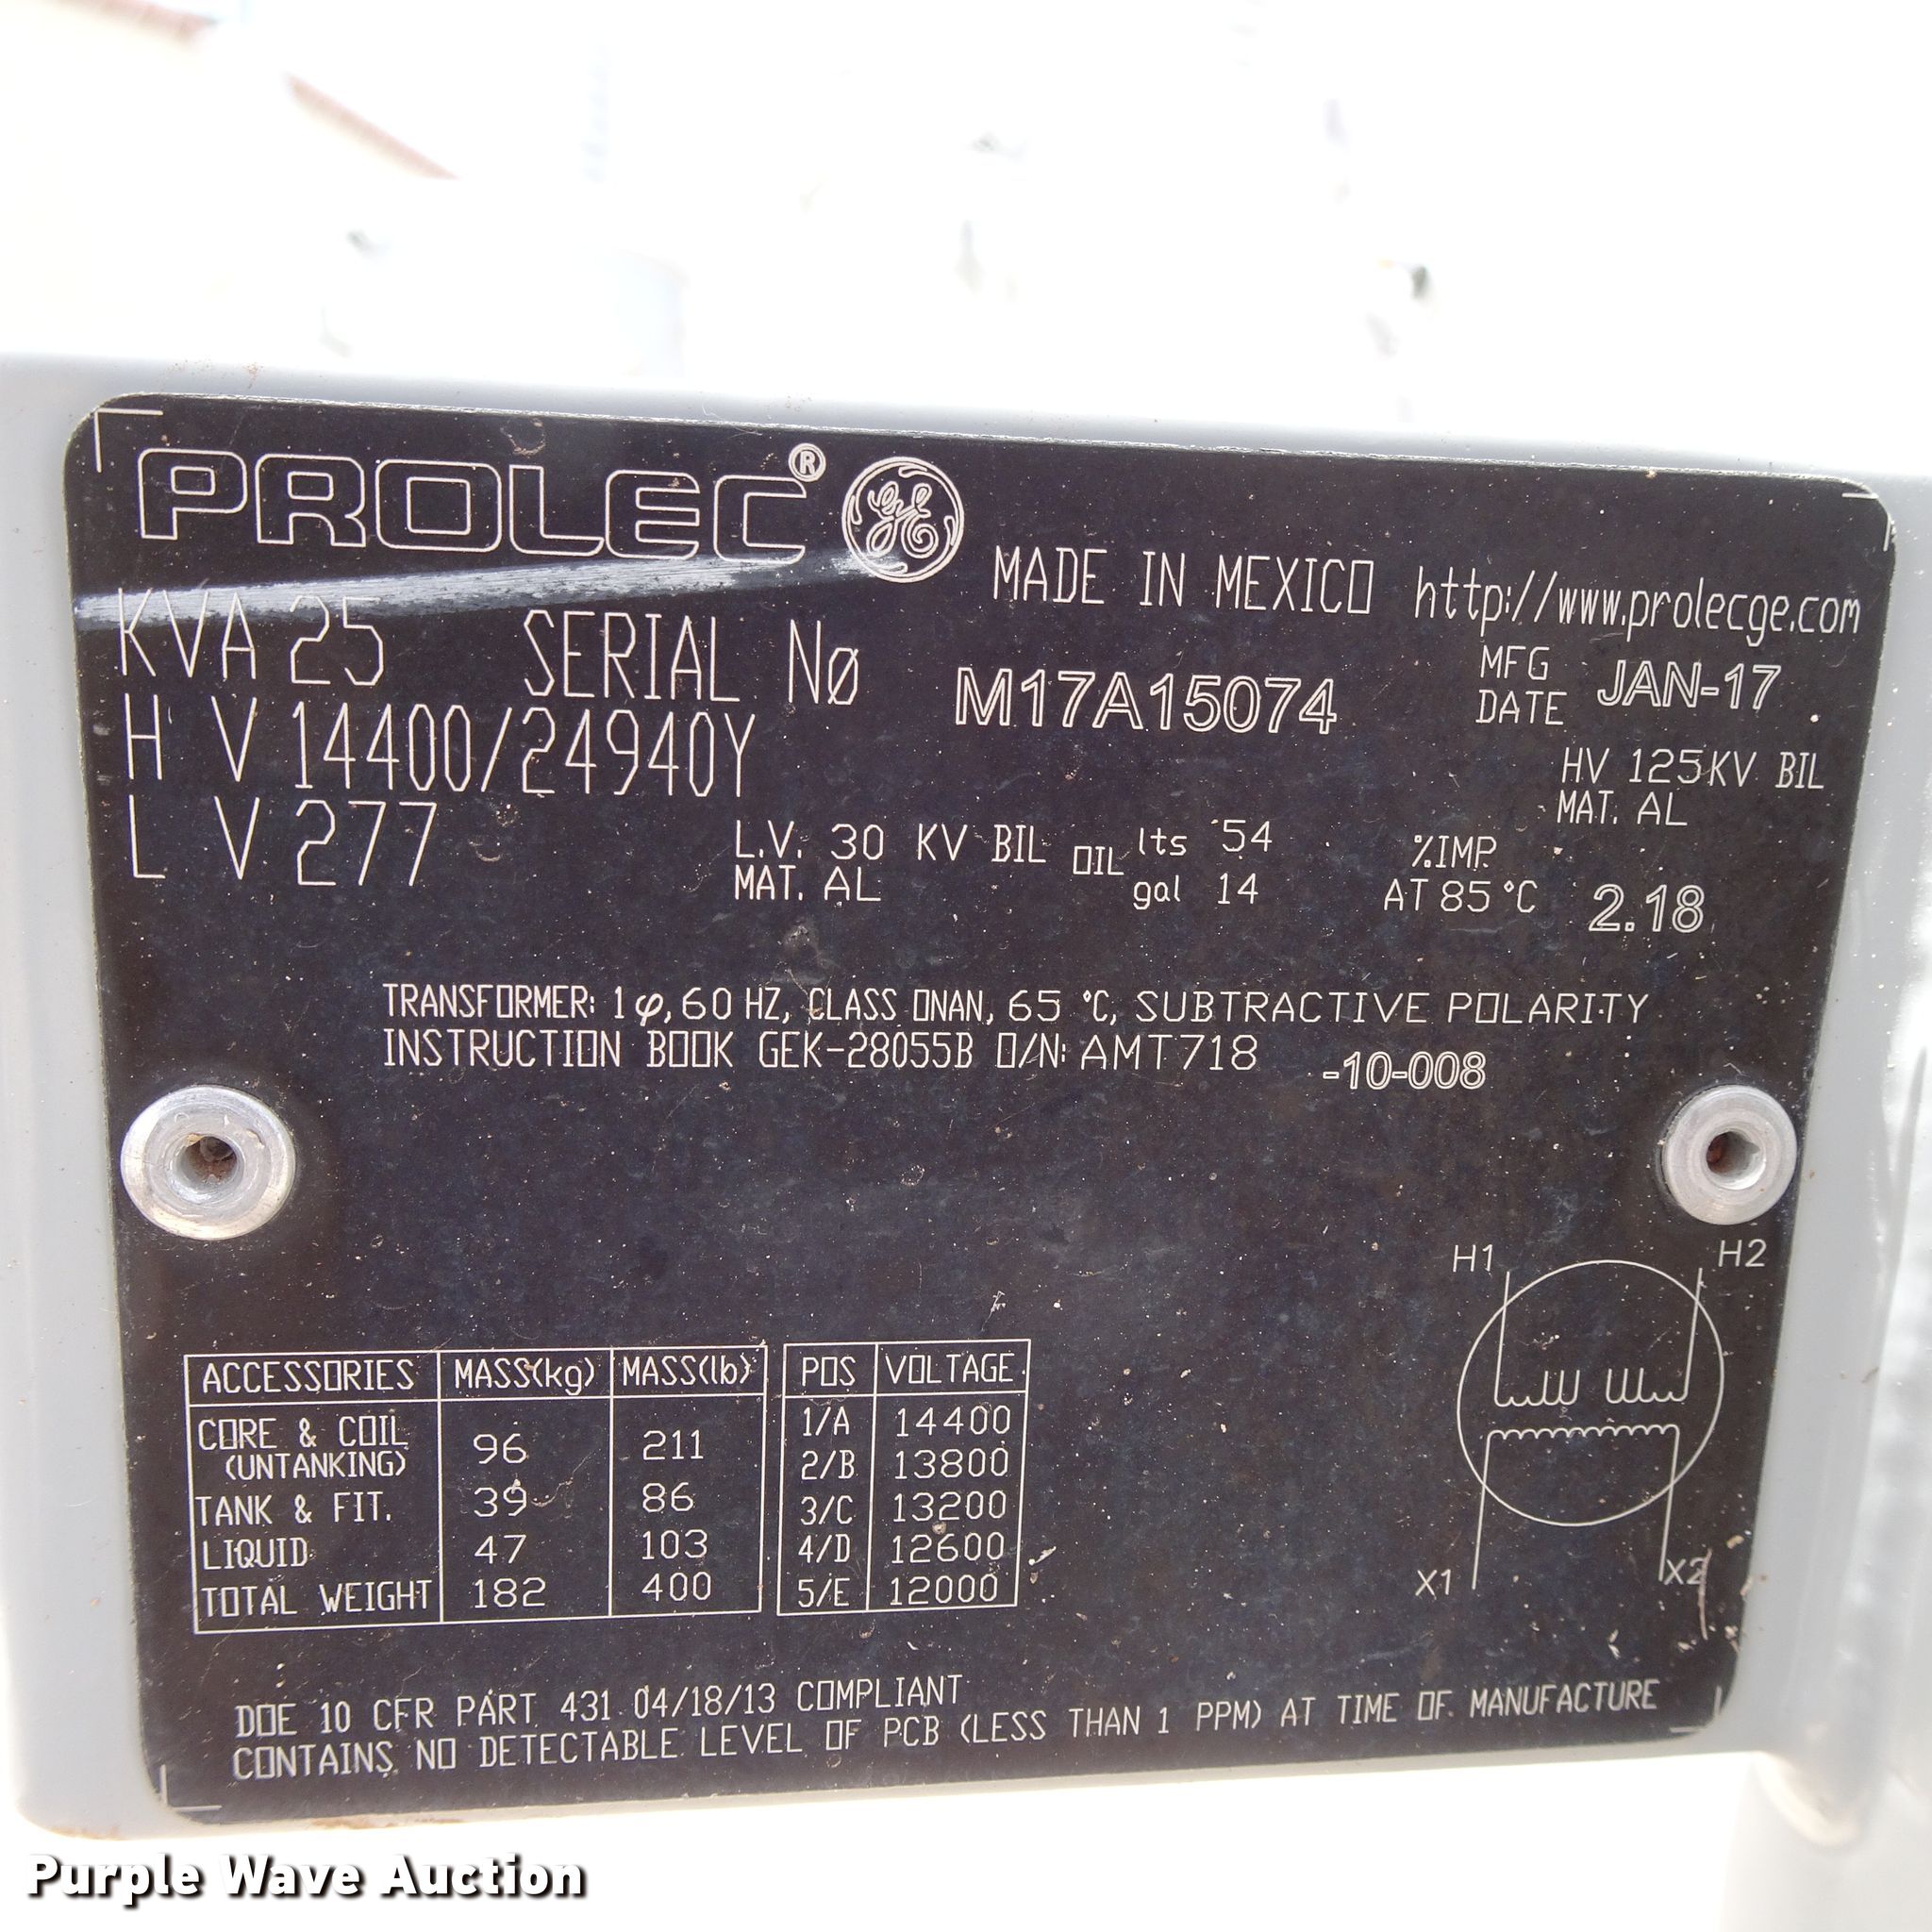 PROLEC® GE
MADE IN MEXICO http://www.prolecge.com
KVA 25 SERIAL Nø M17A15074 MFG DATE JAN-17
H V 14400/24940Y HV 125KV BIL
MAT. AL
L V 277 L.V. 30 KV BIL OIL lts 54 %IMP.
MAT. AL gal 14 AT 85 °C 2.18
TRANSFORMER: 1φ, 60 HZ, CLASS ONAN, 65 °C, SUBTRACTIVE POLARITY
INSTRUCTION BOOK GEK-28055B O/N: AMT718 -10-008
H1 H2
ACCESSORIES MASS(kg) MASS(lb) POS VOLTAGE
CORE & COIL (UNTANKING) 96 211 1/A 14400
2/B 13800
TANK & FIT. 39 86 3/C 13200
LIQUID 47 103 4/D 12600
TOTAL WEIGHT 182 400 5/E 12000
X1 X2
DOE 10 CFR PART 431 04/18/13 COMPLIANT
CONTAINS NO DETECTABLE LEVEL OF PCB (LESS THAN 1 PPM) AT TIME OF MANUFACTURE
Purple Wave Auction